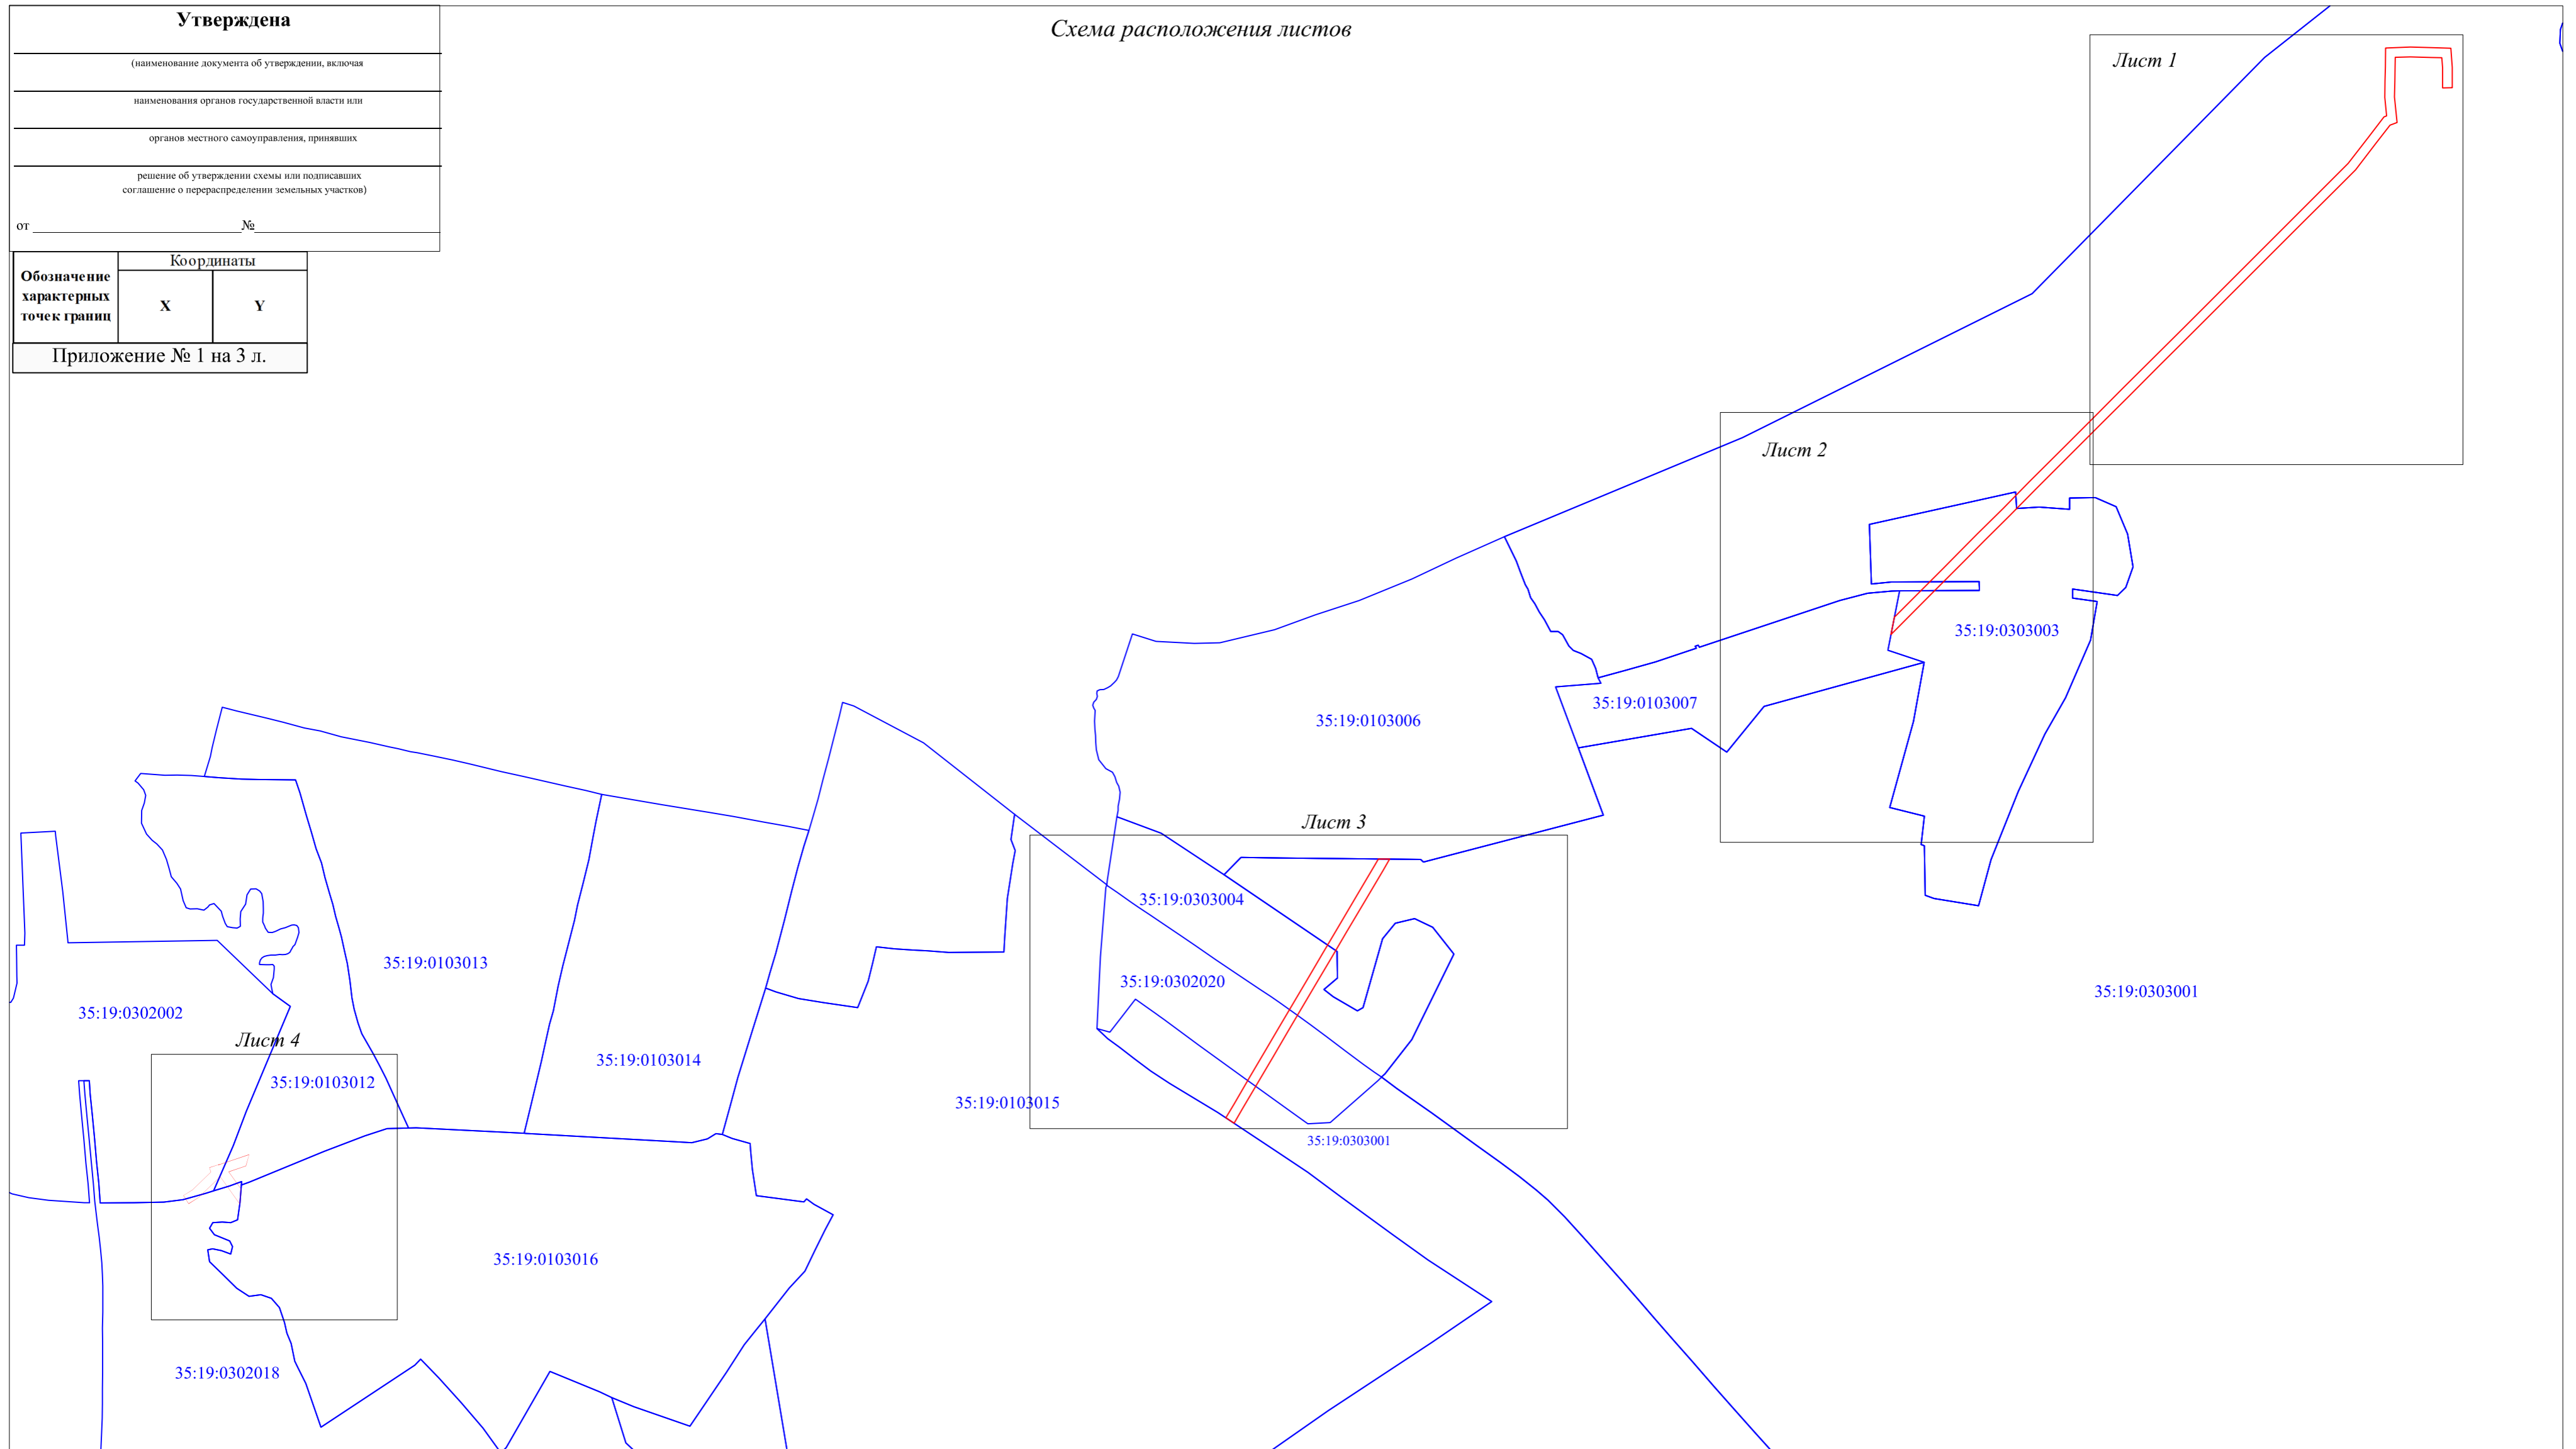 Утверждена
(наименование документа об утверждении, включая
наименования органов государственной власти или
органов местного самоуправления, принявших
решение об утверждении схемы или подписавших
соглашение о перераспределении земельных участков)
от №
Обозначение
характерных
точек границ
Координаты
X Y
Приложение № 1 на 3 л.
Схема расположения листов
Лист 1
Лист 2
35:19:0303003
35:19:0103007
35:19:0103006
Лист 3
35:19:0303004
35:19:0103013
35:19:0302020
35:19:0303001
35:19:0302002
Лист 4
35:19:0103014
35:19:0103012
35:19:0103015
35:19:0303001
35:19:0103016
35:19:0302018